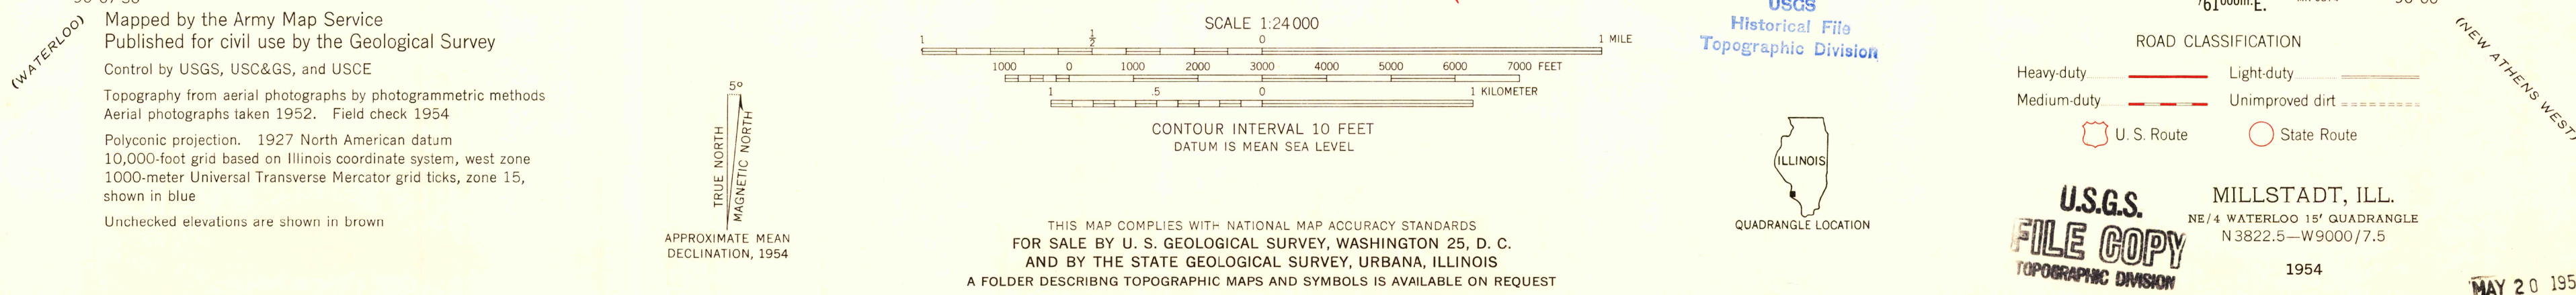 (WATERLOO)
Mapped by the Army Map Service
Published for civil use by the Geological Survey
Control by USGS, USC&GS, and USCE
Topography from aerial photographs by photogrammetric methods
Aerial photographs taken 1952. Field check 1954
Polyconic projection. 1927 North American datum
10,000-foot grid based on Illinois coordinate system, west zone
1000-meter Universal Transverse Mercator grid ticks, zone 15,
shown in blue
Unchecked elevations are shown in brown
5°
TRUE NORTH
MAGNETIC NORTH
APPROXIMATE MEAN
DECLINATION, 1954
SCALE 1:24000
1 ½ 0 1 MILE
1000 0 1000 2000 3000 4000 5000 6000 7000 FEET
1 .5 0 1 KILOMETER
CONTOUR INTERVAL 10 FEET
DATUM IS MEAN SEA LEVEL
THIS MAP COMPLIES WITH NATIONAL MAP ACCURACY STANDARDS
FOR SALE BY U. S. GEOLOGICAL SURVEY, WASHINGTON 25, D. C.
AND BY THE STATE GEOLOGICAL SURVEY, URBANA, ILLINOIS
A FOLDER DESCRIBNG TOPOGRAPHIC MAPS AND SYMBOLS IS AVAILABLE ON REQUEST
USGS
Historical File
Topographic Division
ILLINOIS
QUADRANGLE LOCATION
761000m.E.
ROAD CLASSIFICATION
Heavy-duty Light-duty
Medium-duty Unimproved dirt
U. S. Route State Route
(NEW ATHENS WEST)
U.S.G.S.
FILE COPY
TOPOGRAPHIC DIVISION
MILLSTADT, ILL.
NE/4 WATERLOO 15' QUADRANGLE
N3822.5—W9000/7.5
1954
MAY 20 195